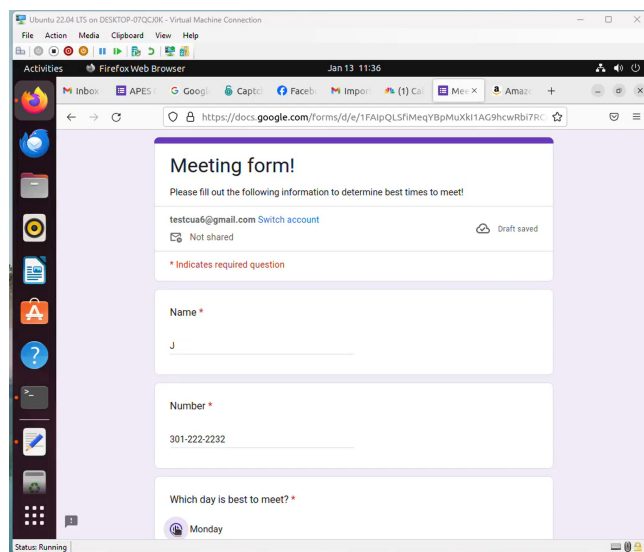 Ubuntu 22.04 LTS on DESKTOP-07QCJ0K - Virtual Machine Connection
File Action Media Clipboard View Help
Activities Firefox Web Browser Jan 13 11:36
Inbox APES Googl Captc Faceb Impor (1) Ca Mee Amaz
https://docs.google.com/forms/d/e/1FAIpQLSfiMeqYBpMuXkI1AG9hcwRbi7RC
Meeting form!
Please fill out the following information to determine best times to meet!
testcua6@gmail.com Switch account
Not shared
Draft saved
* Indicates required question
Name *
J
Number *
301-222-2232
Which day is best to meet? *
Monday
Status: Running